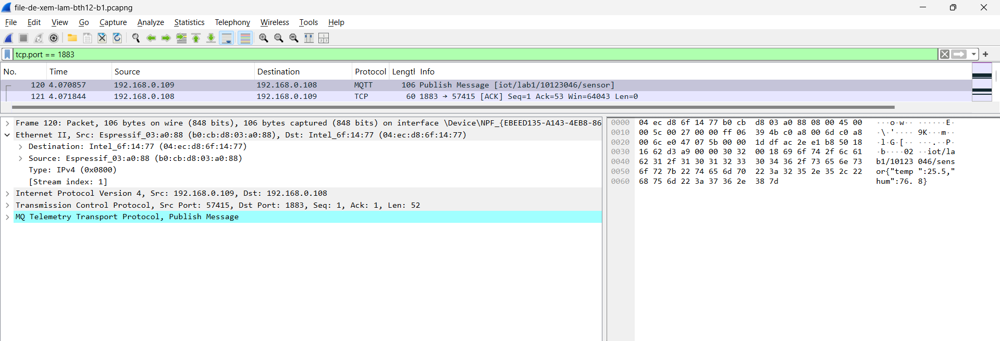 file-de-xem-lam-bth12-b1.pcapng
File Edit View Go Capture Analyze Statistics Telephony Wireless Tools Help
tcp.port == 1883
No. Time Source Destination Protocol Lengtl Info
120 4.070857 192.168.0.109 192.168.0.108 MQTT 106 Publish Message [iot/lab1/10123046/sensor]
121 4.071844 192.168.0.108 192.168.0.109 TCP 60 1883 → 57415 [ACK] Seq=1 Ack=53 Win=64043 Len=0
Frame 120: Packet, 106 bytes on wire (848 bits), 106 bytes captured (848 bits) on interface \Device\NPF_{EBEED135-A143-4EB8-86
Ethernet II, Src: Espressif_03:a0:88 (b0:cb:d8:03:a0:88), Dst: Intel_6f:14:77 (04:ec:d8:6f:14:77)
Destination: Intel_6f:14:77 (04:ec:d8:6f:14:77)
Source: Espressif_03:a0:88 (b0:cb:d8:03:a0:88)
Type: IPv4 (0x0800)
[Stream index: 1]
Internet Protocol Version 4, Src: 192.168.0.109, Dst: 192.168.0.108
Transmission Control Protocol, Src Port: 57415, Dst Port: 1883, Seq: 1, Ack: 1, Len: 52
MQ Telemetry Transport Protocol, Publish Message
0000 04 ec d8 6f 14 77 b0 cb d8 03 a0 88 08 00 45 00 ···o·w·· ······E·
0010 00 5c 00 27 00 00 ff 06 39 4b c0 a8 00 6d c0 a8 ·\·'···· 9K···m··
0020 00 6c e0 47 07 5b 00 00 1d df ac 2e e1 b8 50 18 ·l·G·[·· ···.··P·
0030 16 62 d3 a9 00 00 30 32 00 18 69 6f 74 2f 6c 61 ·b····02 ··iot/la
0040 62 31 2f 31 30 31 32 33 30 34 36 2f 73 65 6e 73 b1/10123 046/sens
0050 6f 72 7b 22 74 65 6d 70 22 3a 32 35 2e 35 2c 22 or{"temp ":25.5,"
0060 68 75 6d 22 3a 37 36 2e 38 7d hum":76. 8}